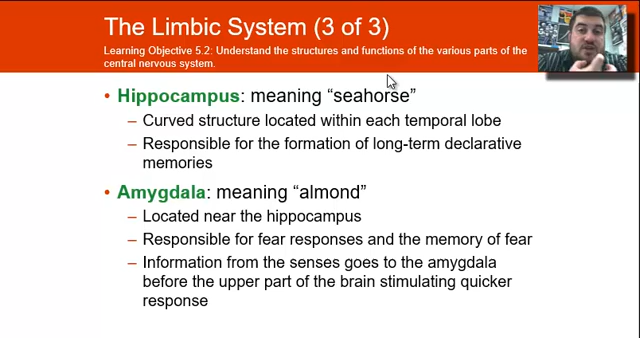 The Limbic System (3 of 3)
Learning Objective 5.2: Understand the structures and functions of the various parts of the
central nervous system.
• Hippocampus: meaning “seahorse”
– Curved structure located within each temporal lobe
– Responsible for the formation of long-term declarative
memories
• Amygdala: meaning “almond”
– Located near the hippocampus
– Responsible for fear responses and the memory of fear
– Information from the senses goes to the amygdala
before the upper part of the brain stimulating quicker
response